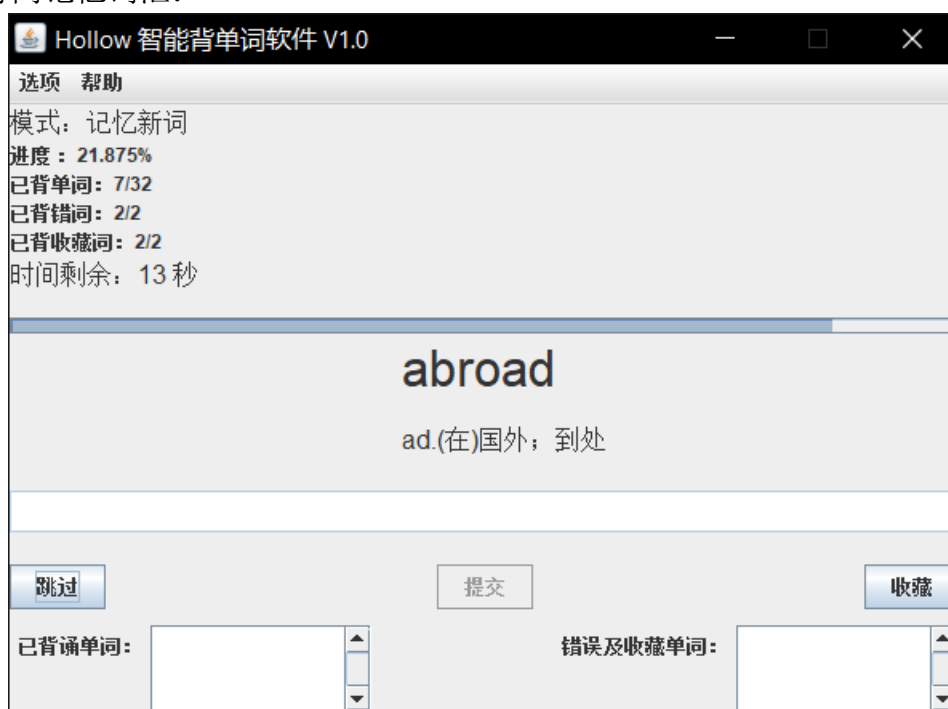 Hollow 智能背单词软件 V1.0
选项 帮助
模式：记忆新词
进度 ：21.875%
已背单词：7/32
已背错词：2/2
已背收藏词：2/2
时间剩余：13 秒
abroad
ad.(在)国外；到处
跳过 提交 收藏
已背诵单词： 错误及收藏单词：